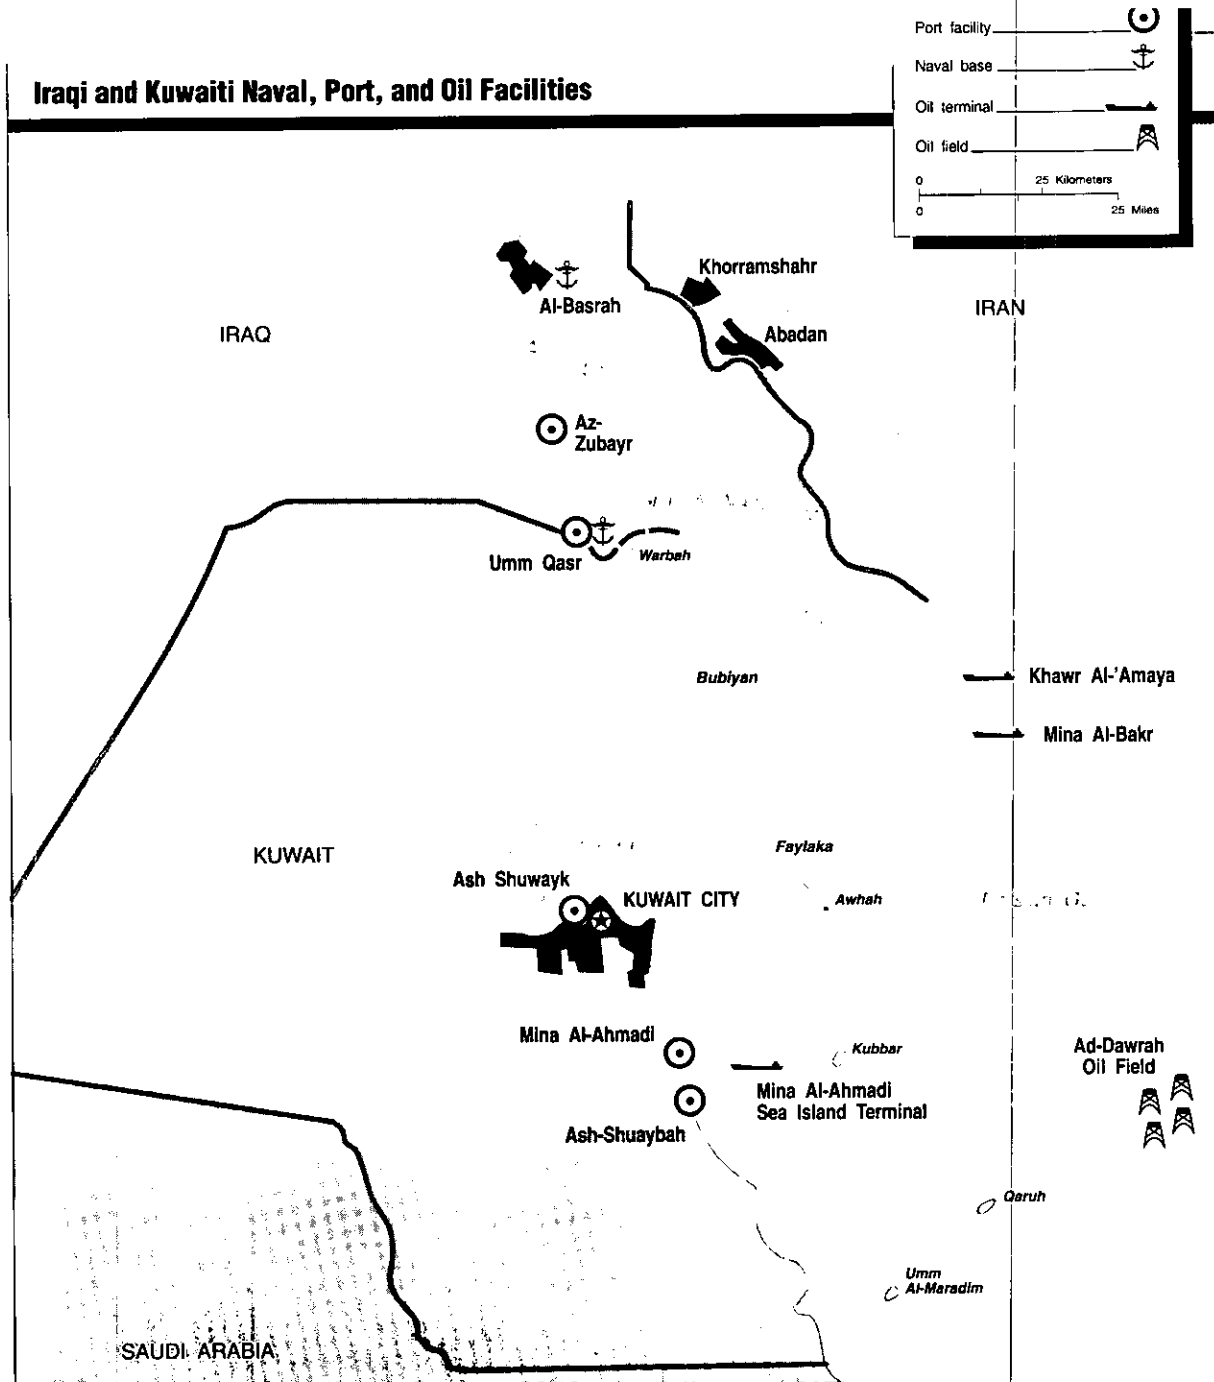 Port facility
Naval base
Iraqi and Kuwaiti Naval, Port, and Oil Facilities
Oil terminal
Oil field
0 25 Kilometers
0 25 Miles
Khorramshahr
Al-Basrah
IRAN
IRAQ
Abadan
Az-
Zubayr
Umm Qasr
Warbah
Bubiyan
Khawr Al-'Amaya
Mina Al-Bakr
Faylaka
KUWAIT
Ash Shuwayk
KUWAIT CITY
Awhah
Mina Al-Ahmadi
Kubbar
Ad-Dawrah
Oil Field
Mina Al-Ahmadi
Sea Island Terminal
Ash-Shuaybah
Qaruh
Umm
Al-Maradim
SAUDI ARABIA